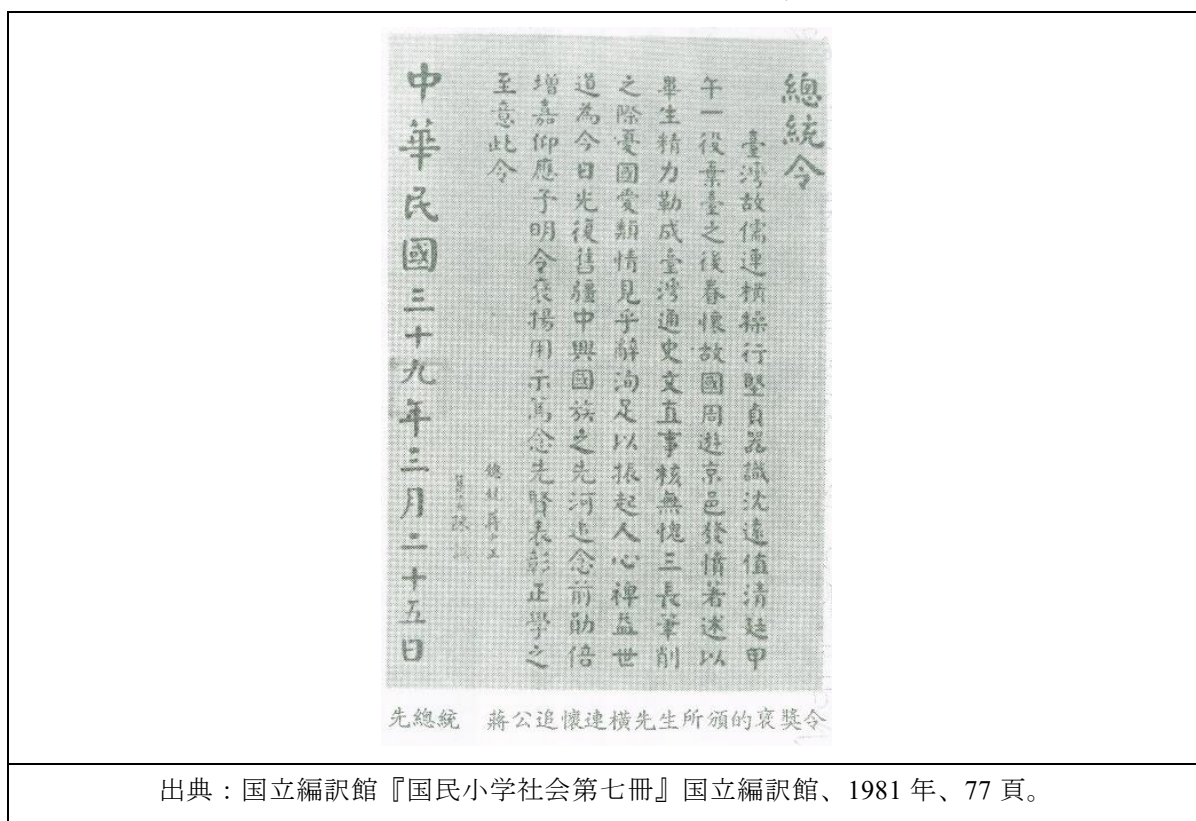 總統令
臺灣故儒連橫操行堅貞器識沈遠值清廷甲
午一役棄臺之後眷懷故國周遊京邑發憤著述以
畢生精力勒成臺灣通史文直事核無愧三長筆削
之際憂國愛類情見乎辭洵足以振起人心裨益世
道為今日光復舊疆中興國族之先河追念前勛倍
增嘉仰應予明令褒揚用示篤念先賢表彰正學之
至意此令
總統蔣中正
中華民國三十九年三月二十五日
先總統　蔣公追懷連橫先生所頒的褒獎令
出典：国立編訳館『国民小学社会第七冊』国立編訳館、1981 年、77 頁。